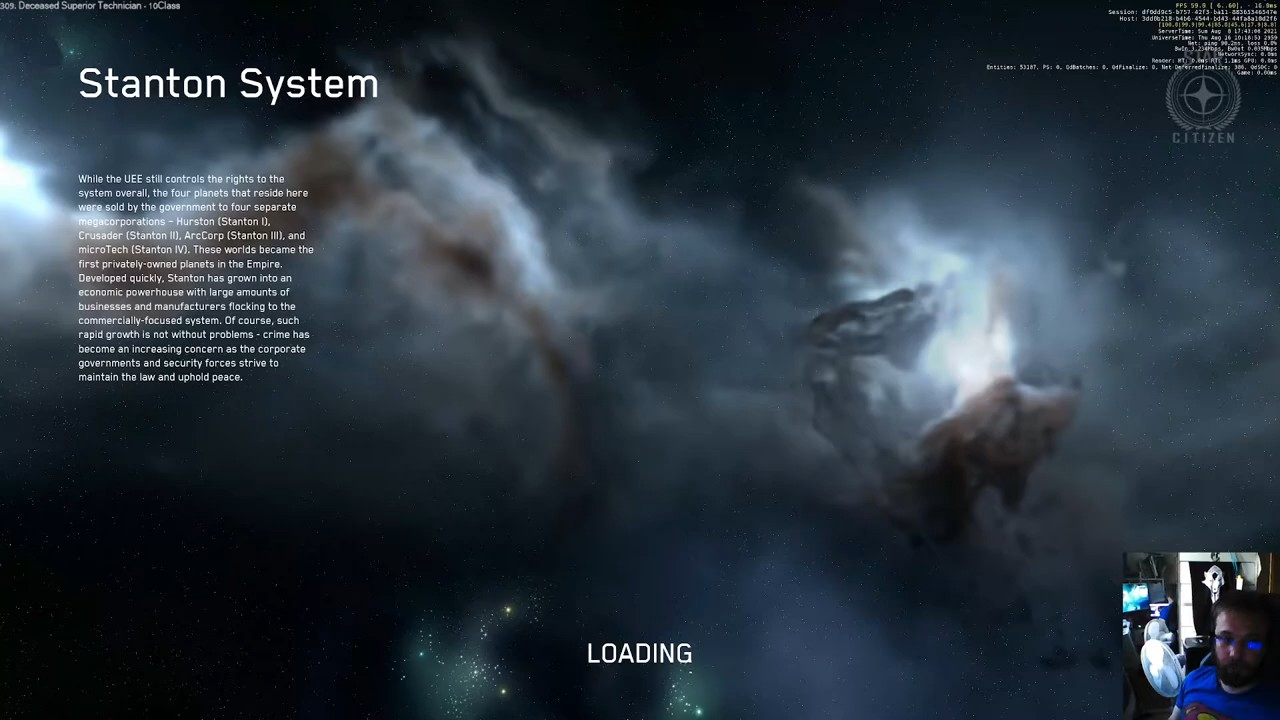 309. Deceased Superior Technician - 10Class
Stanton System
While the UEE still controls the rights to the
system overall, the four planets that reside here
were sold by the government to four separate
megacorporations - Hurston (Stanton I),
Crusader (Stanton II), ArcCorp (Stanton III), and
microTech (Stanton IV). These worlds became the
first privately-owned planets in the Empire.
Developed quickly, Stanton has grown into an
economic powerhouse with large amounts of
businesses and manufacturers flocking to the
commercially-focused system. Of course, such
rapid growth is not without problems - crime has
become an increasing concern as the corporate
governments and security forces strive to
maintain the law and uphold peace.
CITIZEN
LOADING